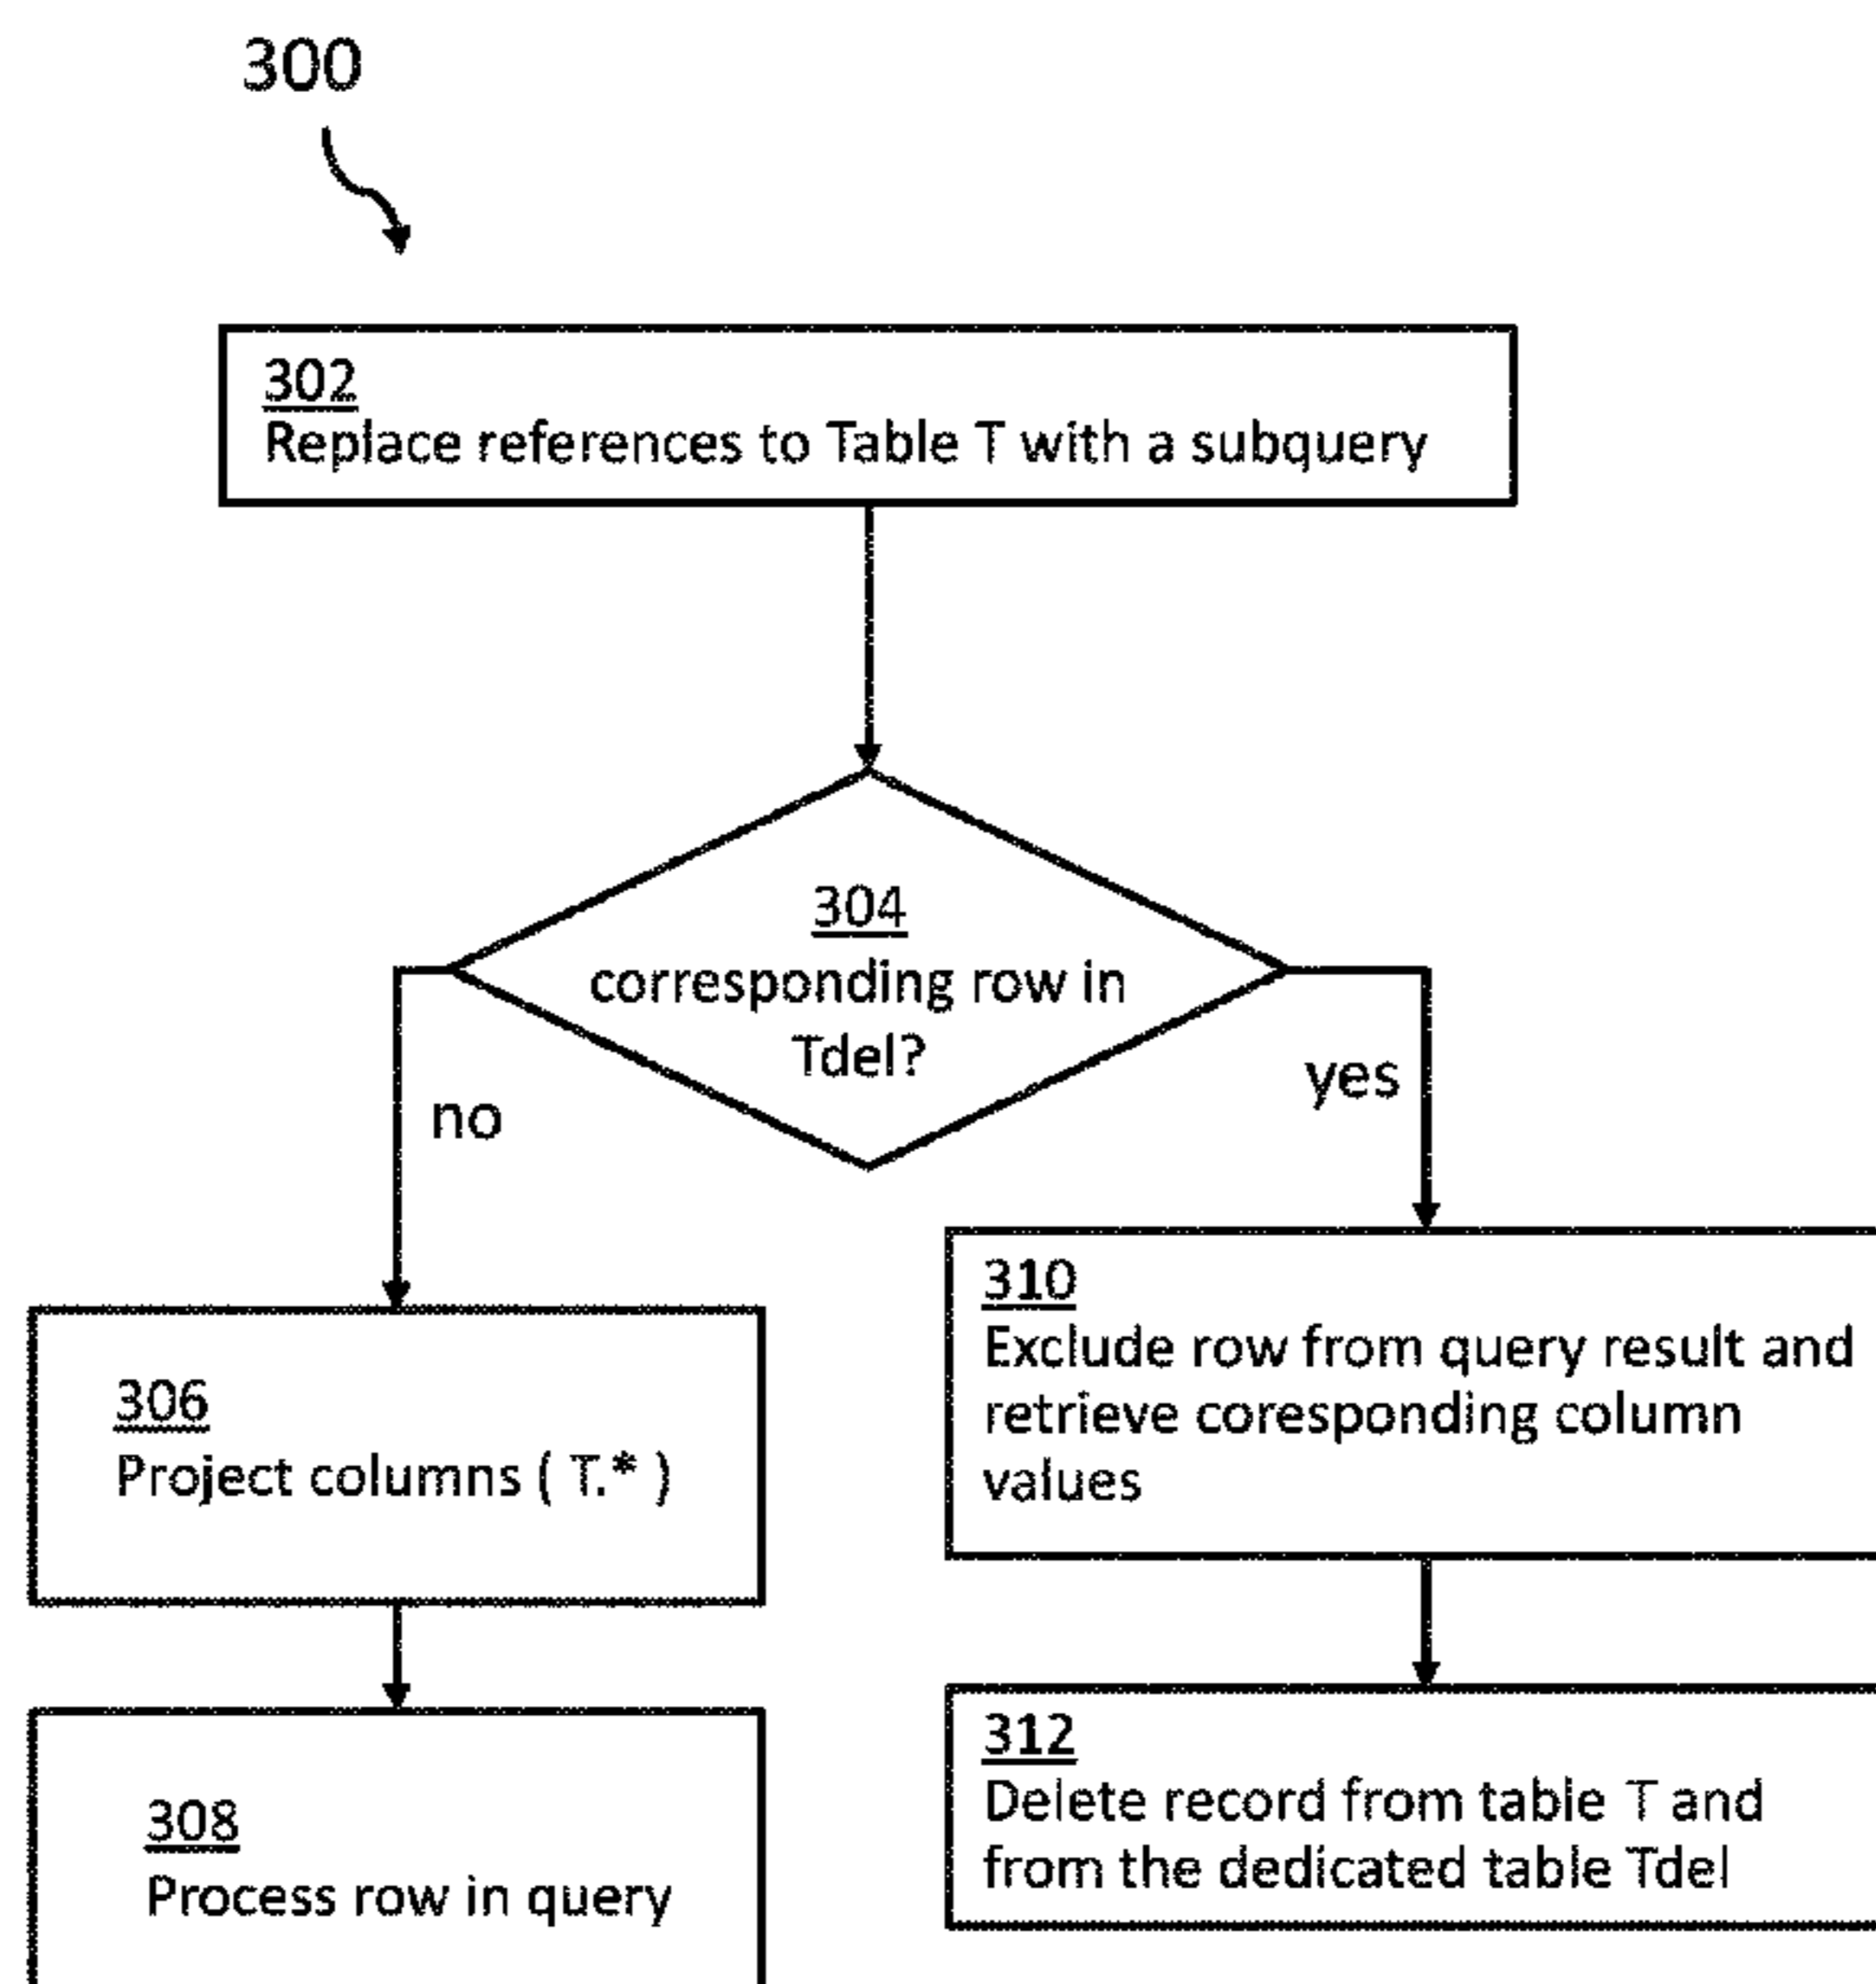 300
302
Replace references to Table T with a subquery
304
corresponding row in
Tdel?
no
yes
306
Project columns ( T.* )
308
Process row in query
310
Exclude row from query result and
retrieve coresponding column
values
312
Delete record from table T and
from the dedicated table Tdel